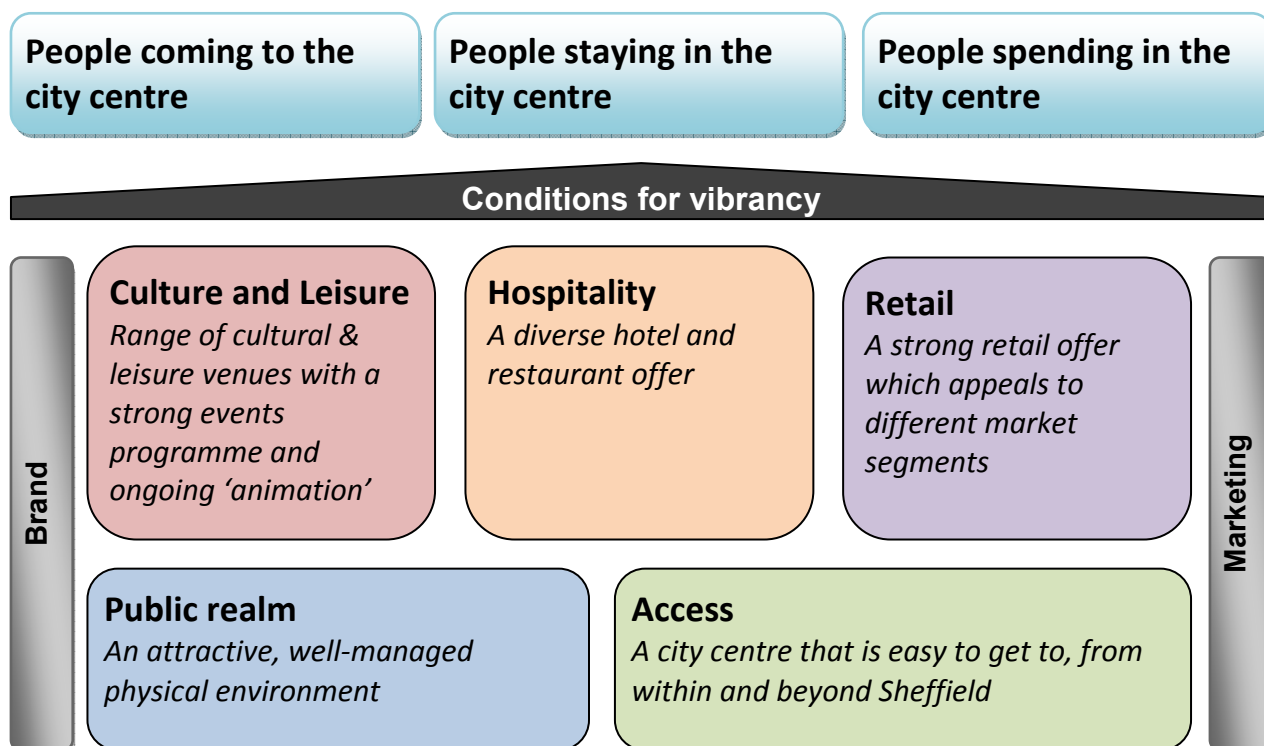 People coming to the
city centre
People staying in the
city centre
People spending in the
city centre
Conditions for vibrancy
Brand
Culture and Leisure
Range of cultural &
leisure venues with a
strong events
programme and
ongoing ‘animation’
Hospitality
A diverse hotel and
restaurant offer
Retail
A strong retail offer
which appeals to
different market
segments
Marketing
Public realm
An attractive, well-managed
physical environment
Access
A city centre that is easy to get to, from
within and beyond Sheffield